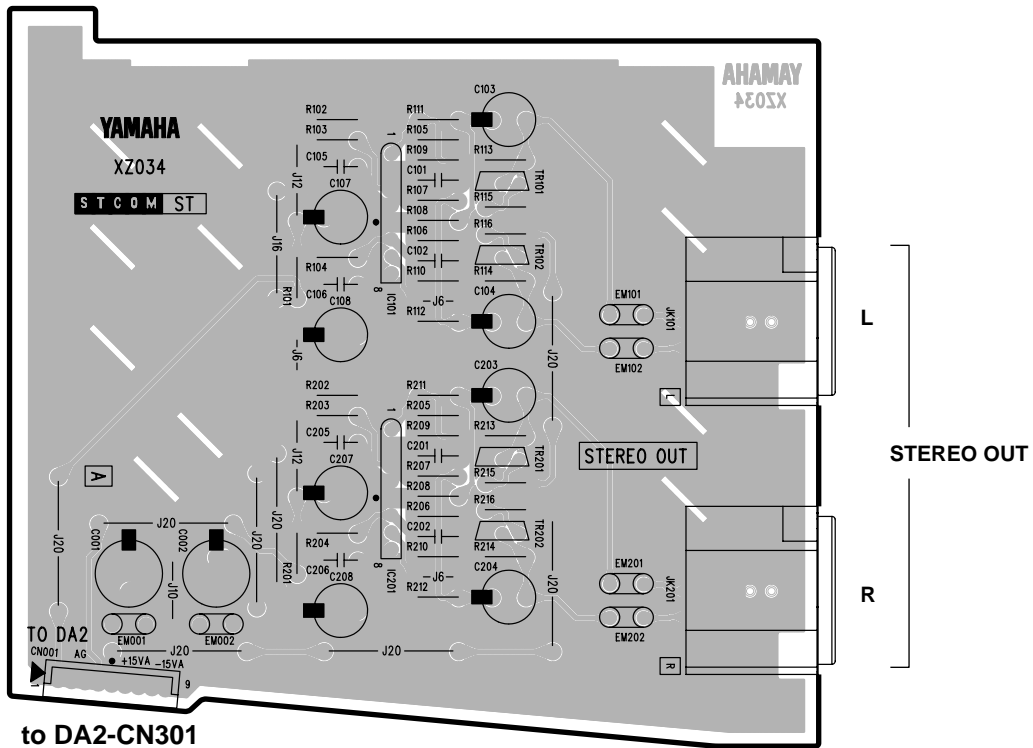 YAMAHA
XZ034
STCOM ST
YAMAHA
XZ034
C103
R102
R111
R103
R105
R109
R113
C105
C101
TR101
J12
C107
R107
R115
R108
J16
R106
R116
R104
C102
TR102
R101
R110
R114
C106
8
IC101
1
C108
-J6-
C104
EM101
JK101
R112
J6
J20
EM102
L
L
C203
R202
R211
R203
R205
R209
R213
C205
C201
TR201
J12
C207
R207
R215
STEREO OUT
STEREO OUT
A
R208
R216
J20
R206
J20
J20
J20
C001
C002
R204
C202
TR202
R201
R210
R214
C206
8
IC201
1
C208
-J6-
C204
J20
EM201
JK201
R212
J10
R
EM202
TO DA2
EM001
EM002
CN001
AG
+15VA
-15VA
J20
J20
R
1
9
to DA2-CN301